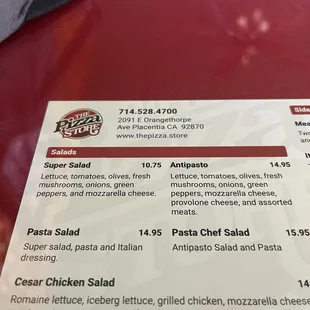 THE
Pizza
STORE
714.528.4700
2091 E Orangethorpe
Ave Placentia CA 92870
www.thepizza.store
Salads
Super Salad 10.75
Lettuce, tomatoes, olives, fresh
mushrooms, onions, green
peppers, and mozzarella cheese.
Antipasto 14.95
Lettuce, tomatoes, olives, fresh
mushrooms, onions, green
peppers, mozzarella cheese,
provolone cheese, and assorted
meats.
Pasta Salad 14.95
Super salad, pasta and Italian
dressing.
Pasta Chef Salad 15.95
Antipasto Salad and Pasta
Cesar Chicken Salad 14
Romaine lettuce, iceberg lettuce, grilled chicken, mozzarella cheese
Side